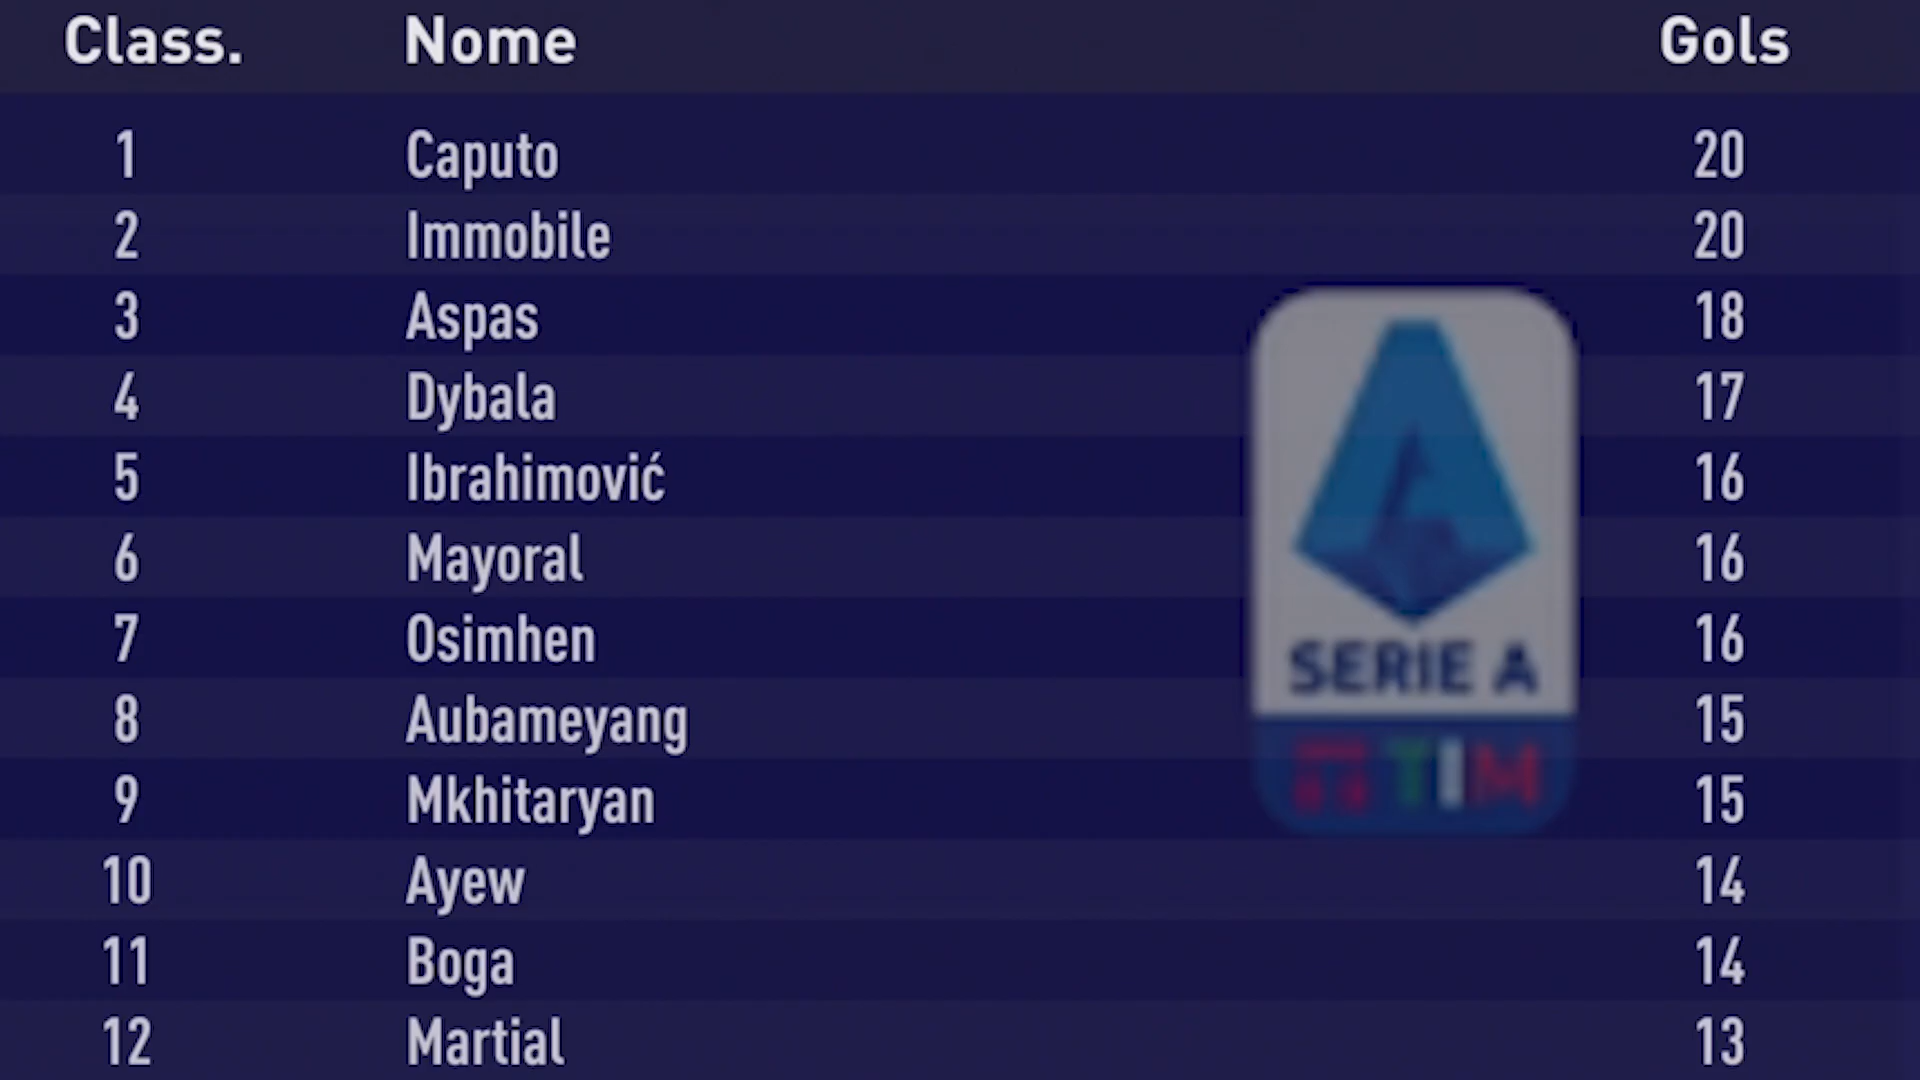 Class. Nome Gols
1 Caputo 20
2 Immobile 20
3 Aspas 18
4 Dybala 17
5 Ibrahimović 16
6 Mayoral 16
7 Osimhen 16
8 Aubameyang 15
9 Mkhitaryan 15
10 Ayew 14
11 Boga 14
12 Martial 13
SERIE A
TIM